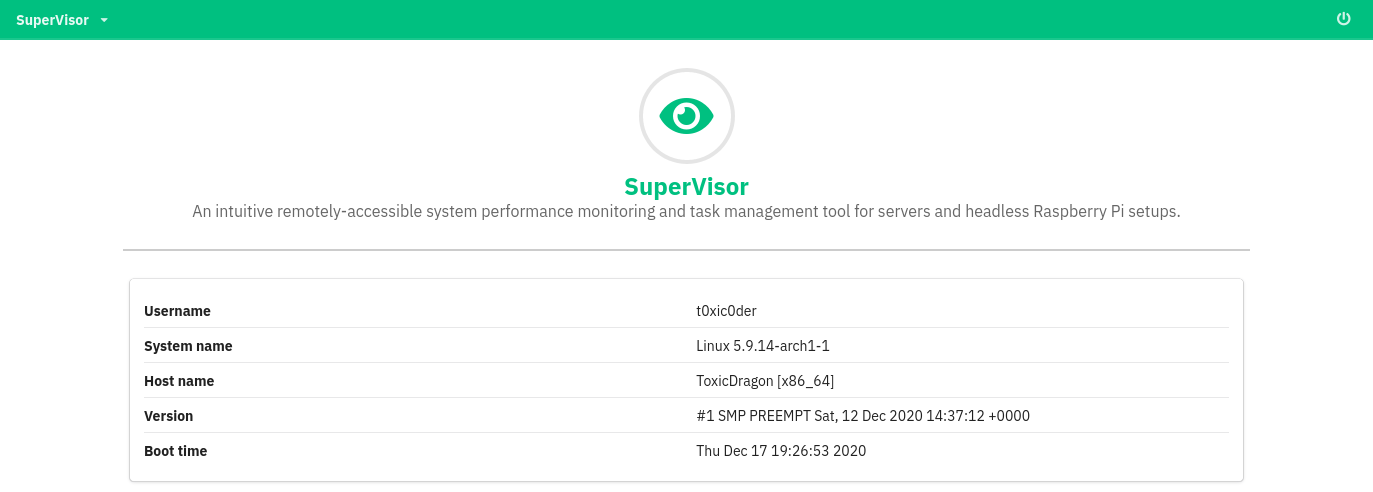 SuperVisor
SuperVisor
An intuitive remotely-accessible system performance monitoring and task management tool for servers and headless Raspberry Pi setups.
Username t0xic0der
System name Linux 5.9.14-arch1-1
Host name ToxicDragon [x86_64]
Version #1 SMP PREEMPT Sat, 12 Dec 2020 14:37:12 +0000
Boot time Thu Dec 17 19:26:53 2020